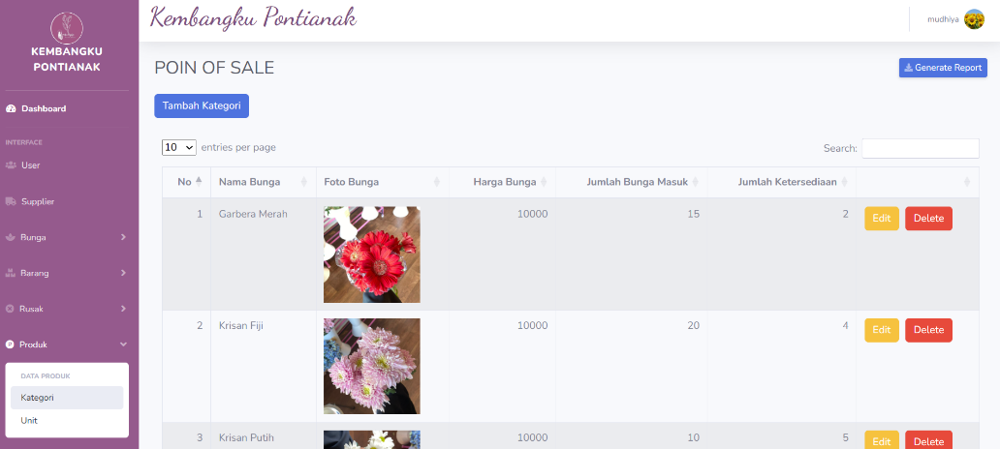 KEMBANGKU
PONTIANAK
Dashboard
INTERFACE
User
Supplier
Bunga
Barang
Rusak
Produk
DATA PRODUK
Kategori
Unit
Kembangku Pontianak
mudhiya
POIN OF SALE
Generate Report
Tambah Kategori
10 entries per page
Search:
No Nama Bunga Foto Bunga Harga Bunga Jumlah Bunga Masuk Jumlah Ketersediaan
1 Garbera Merah 10000 15 2 Edit Delete
2 Krisan Fiji 10000 20 4 Edit Delete
3 Krisan Putih 10000 10 5 Edit Delete